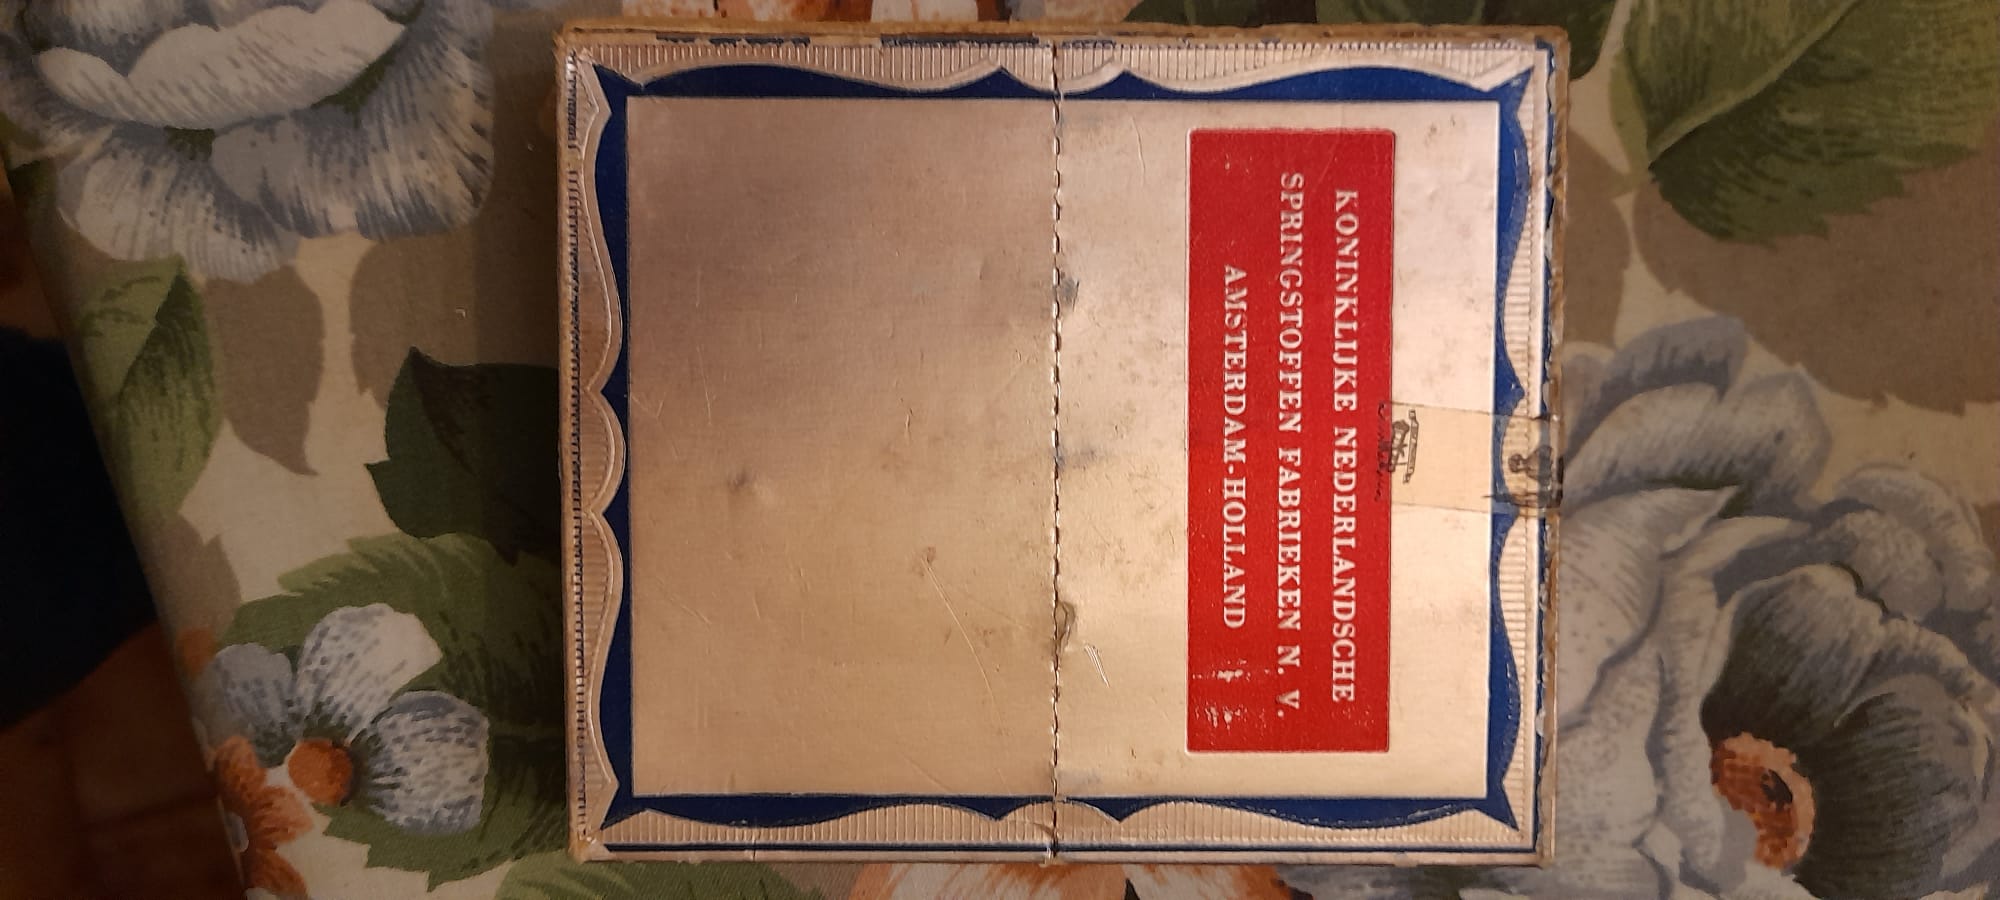 KONINKLIJKE NEDERLANDSCHE
SPRINGSTOFFEN FABRIEKEN N. V.
AMSTERDAM-HOLLAND